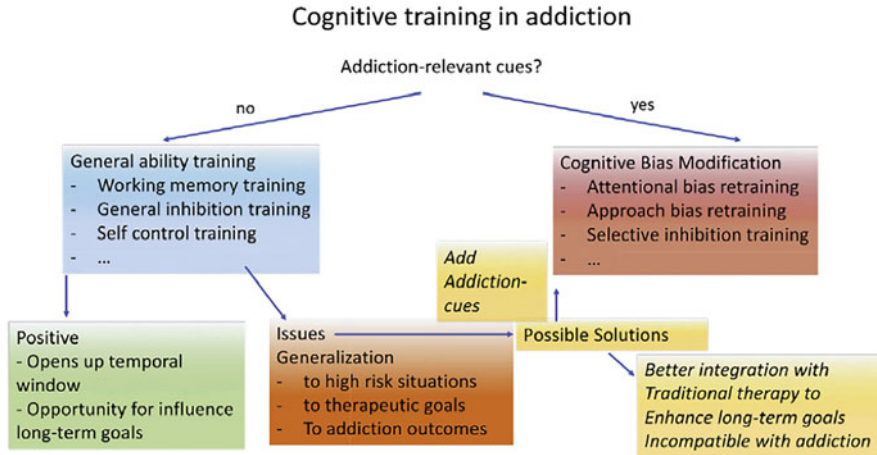 Cognitive training in addiction
Addiction-relevant cues?
no
yes
General ability training
- Working memory training
- General inhibition training
- Self control training
- ...
Cognitive Bias Modification
- Attentional bias retraining
- Approach bias retraining
- Selective inhibition training
- ...
Add
Addiction-
cues
Positive
- Opens up temporal
window
- Opportunity for influence
long-term goals
Issues
Generalization
- to high risk situations
- to therapeutic goals
- To addiction outcomes
Possible Solutions
Better integration with
Traditional therapy to
Enhance long-term goals
Incompatible with addiction